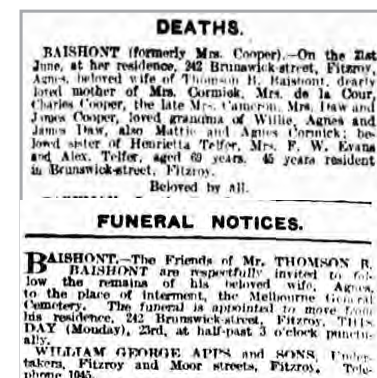 DEATHS.
BAISHONT (formerly Mrs. Cooper).—On the 21st
June, at her residence, 242 Brunswick-street, Fitzroy,
Agnes, beloved wife of Thomson R. Baishont, dearly
loved mother of Mrs. Cormick, Mrs. de la Cour,
Charles Cooper, the late Mrs. Cameron, Mrs. Daw and
James Cooper, loved grandma of Willie, Agnes and
James Daw, also Mattie and Agnes Cormick; be-
loved sister of Henrietta Telfer, Mrs. F. W. Evans
and Alex. Telfer, aged 69 years. 45 years resident
in Brunswick-street, Fitzroy.
Beloved by all.
FUNERAL NOTICES.
BAISHONT.—The Friends of Mr. THOMSON R.
BAISHONT are respectfully invited to fol-
low the remains of his beloved wife, Agnes,
to the place of interment, the Melbourne General
Cemetery. The funeral is appointed to move from
his residence, 242 Brunswick-street, Fitzroy, THIS
DAY (Monday), 23rd, at half-past 3 o'clock punctu-
ally.
WILLIAM GEORGE APPS and SONS, Under-
takers, Fitzroy and Moor streets, Fitzroy. Tele-
phone 1045.